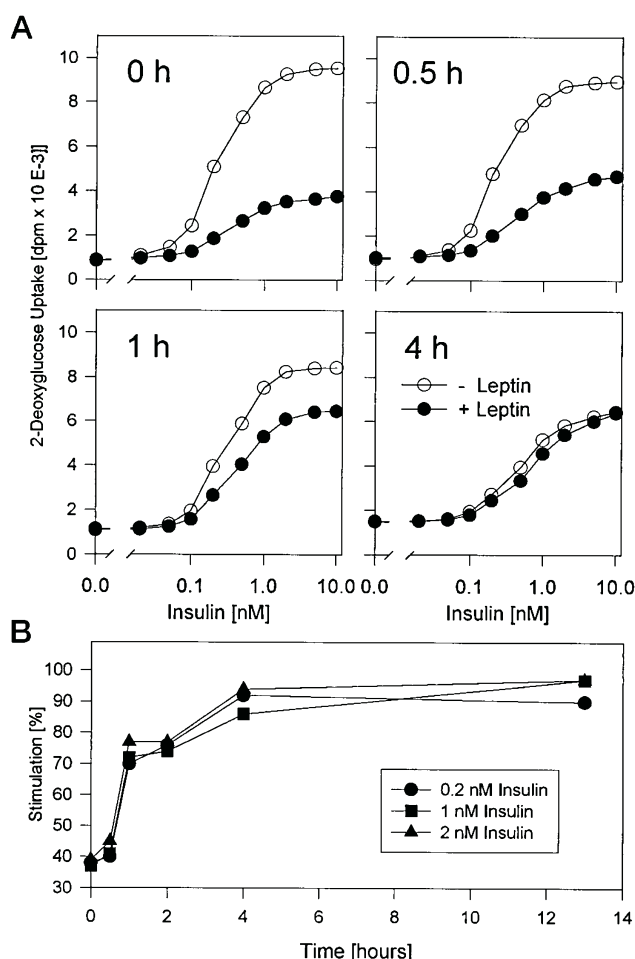 A
0 h
0.5 h
10
8
6
4
2
0
2-Deoxyglucose Uptake [dpm x 10 E-3]]
1 h
4 h
- Leptin
+ Leptin
10
8
6
4
2
0
0.0 0.1 1.0 10.0
0.0 0.1 1.0 10.0
Insulin [nM]
Insulin [nM]
B
100
90
80
70
60
50
40
30
Stimulation [%]
0.2 nM Insulin
1 nM Insulin
2 nM Insulin
0 2 4 6 8 10 12 14
Time [hours]